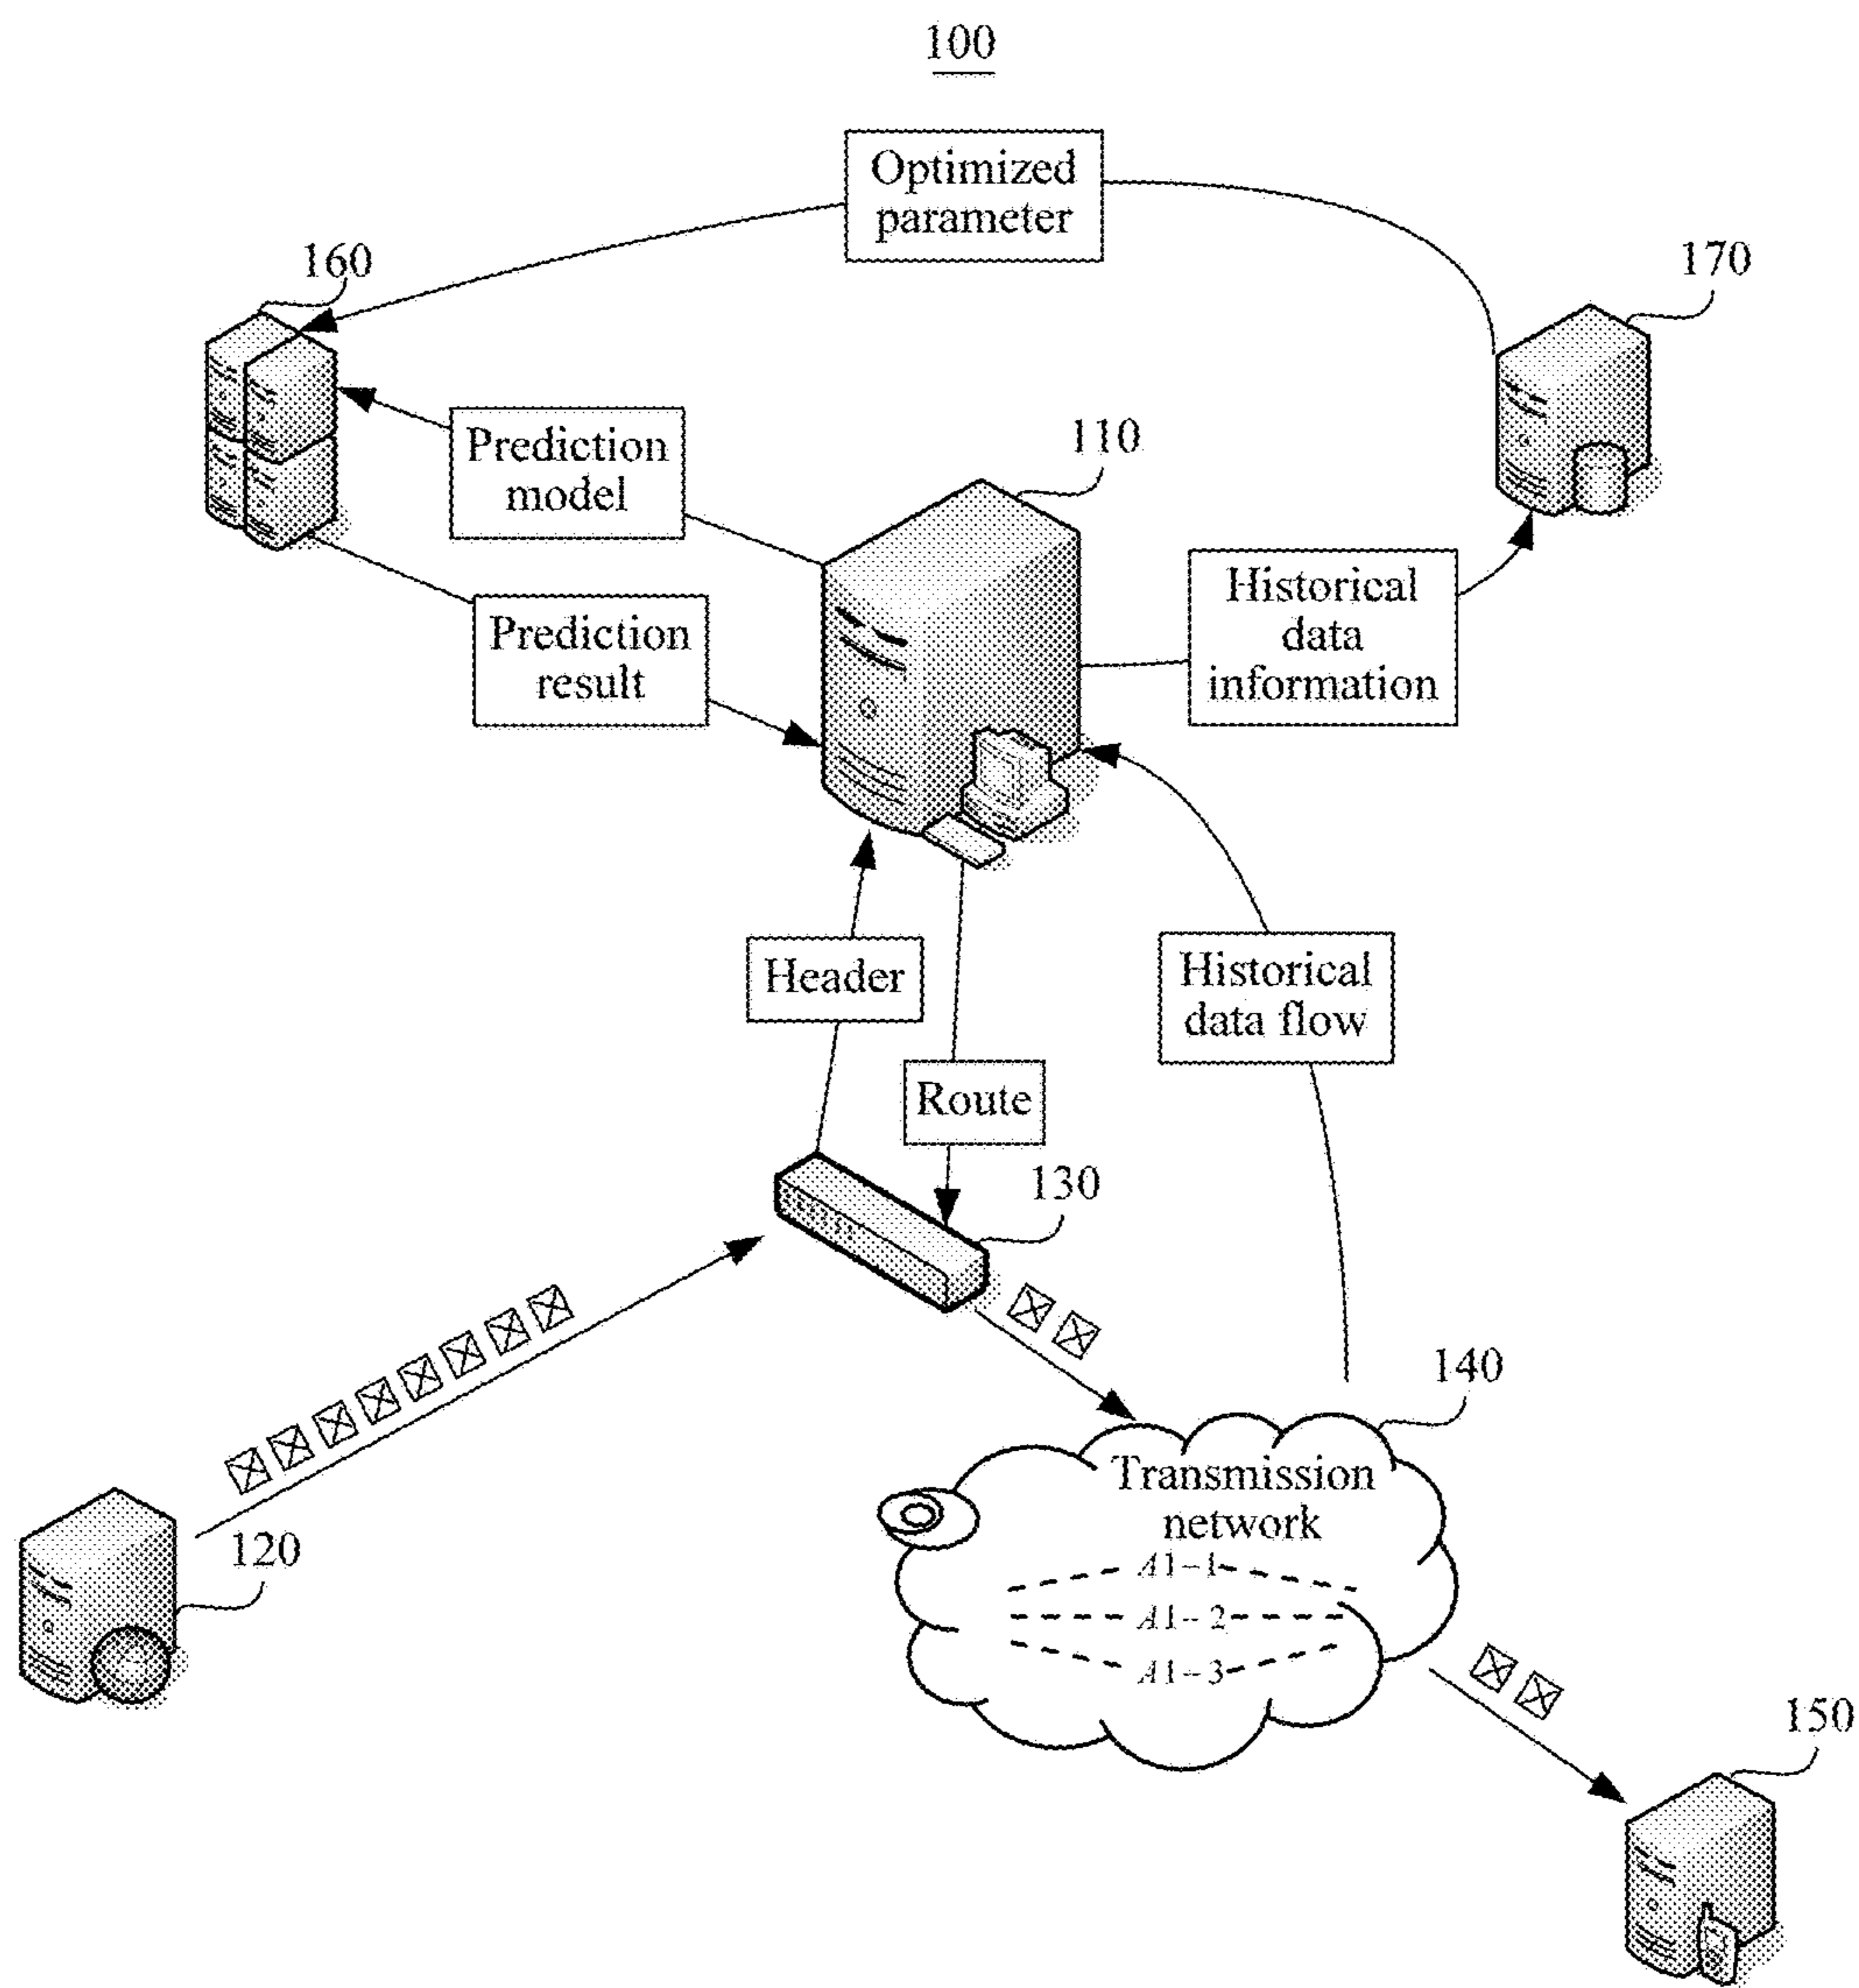 100
Optimized
parameter
160
170
110
Prediction
model
Historical
data
information
Prediction
result
Header
Historical
data flow
Route
130
140
Transmission
network
120
A1-1
A1-2
A1-3
150